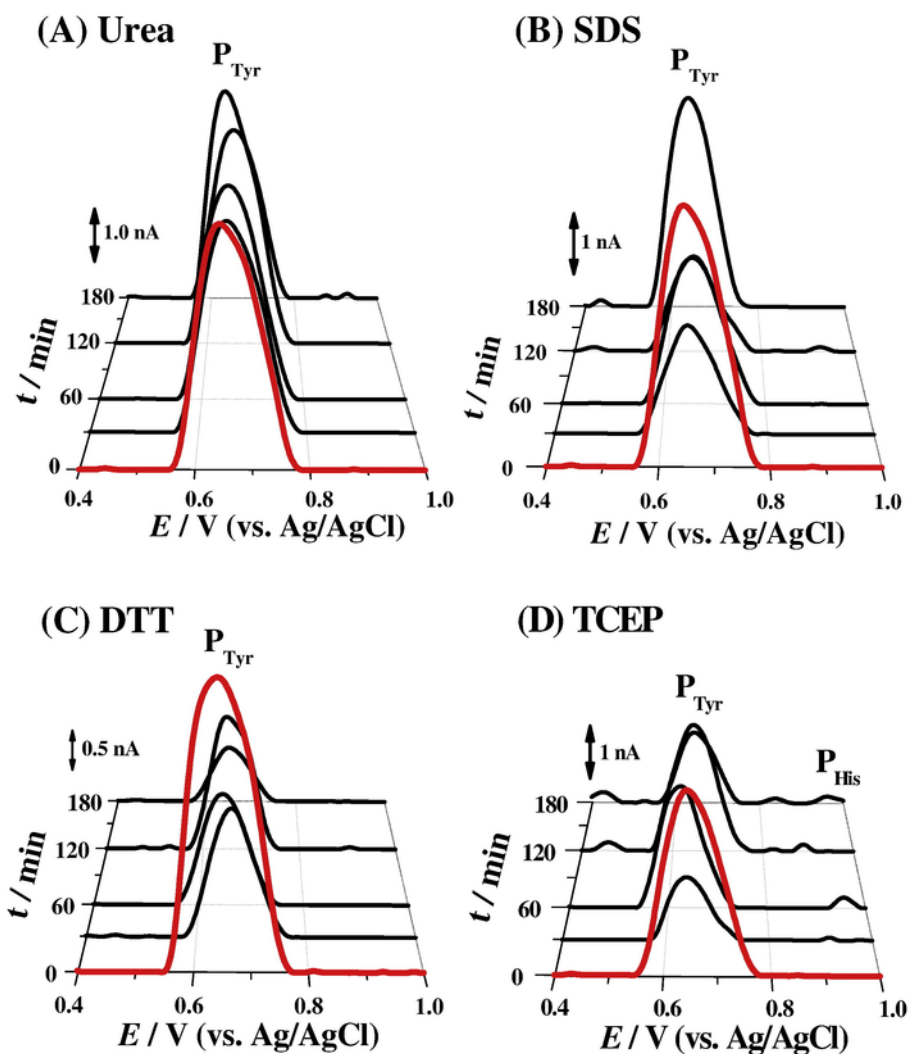 (A) Urea
P_Tyr
1.0 nA
180
120
60
0
t / min
0.4 0.6 0.8 1.0
E / V (vs. Ag/AgCl)
(B) SDS
P_Tyr
1 nA
180
120
60
0
t / min
0.4 0.6 0.8 1.0
E / V (vs. Ag/AgCl)
(C) DTT
P_Tyr
0.5 nA
180
120
60
0
t / min
0.4 0.6 0.8 1.0
E / V (vs. Ag/AgCl)
(D) TCEP
P_Tyr
1 nA
P_His
180
120
60
0
t / min
0.4 0.6 0.8 1.0
E / V (vs. Ag/AgCl)